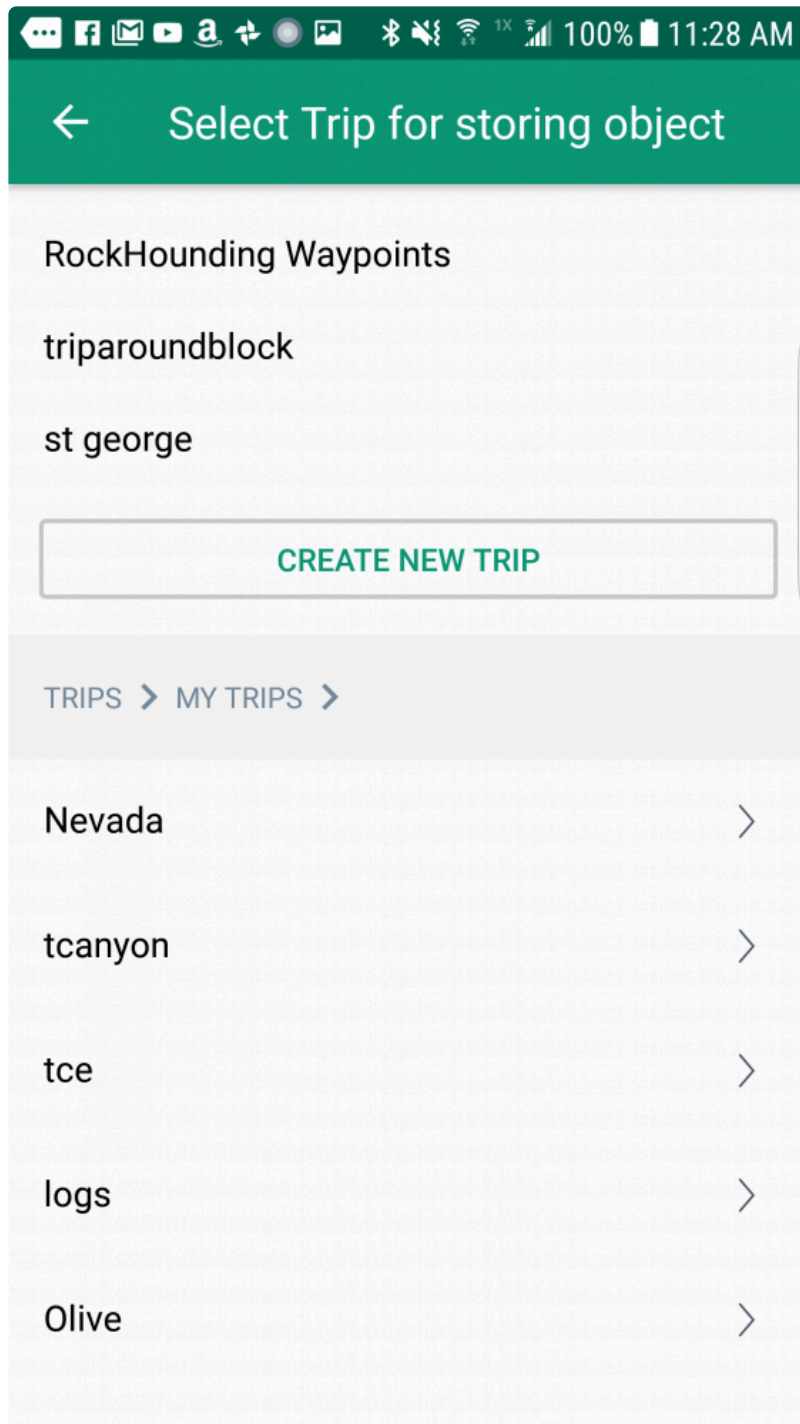 1X 100% 11:28 AM
Select Trip for storing object
RockHounding Waypoints
triparoundblock
st george
CREATE NEW TRIP
TRIPS > MY TRIPS >
Nevada
tcanyon
tce
logs
Olive